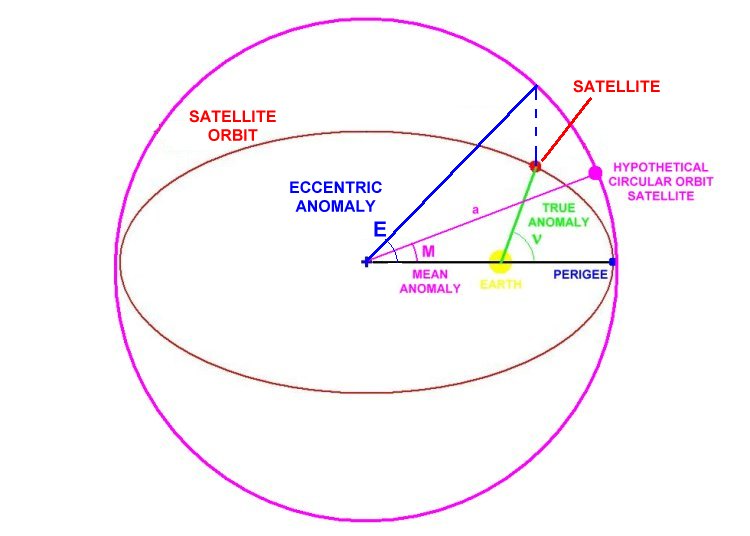 SATELLITE
SATELLITE
ORBIT
HYPOTHETICAL
CIRCULAR ORBIT
SATELLITE
ECCENTRIC
ANOMALY
a
TRUE
ANOMALY
E
ν
M
MEAN
ANOMALY
EARTH
PERIGEE